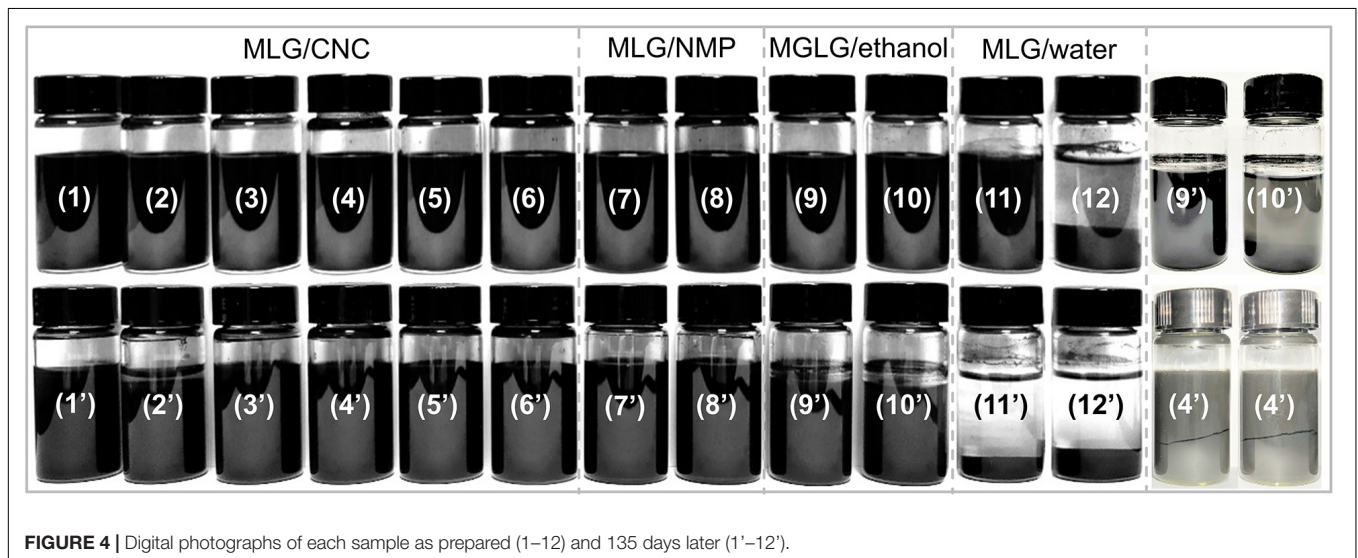 MLG/CNC MLG/NMP MGLG/ethanol MLG/water
(1) (2) (3) (4) (5) (6) (7) (8) (9) (10) (11) (12) (9’) (10’)
(1’) (2’) (3’) (4’) (5’) (6’) (7’) (8’) (9’) (10’) (11’) (12’) (4’) (4’)
FIGURE 4 | Digital photographs of each sample as prepared (1–12) and 135 days later (1’–12’).